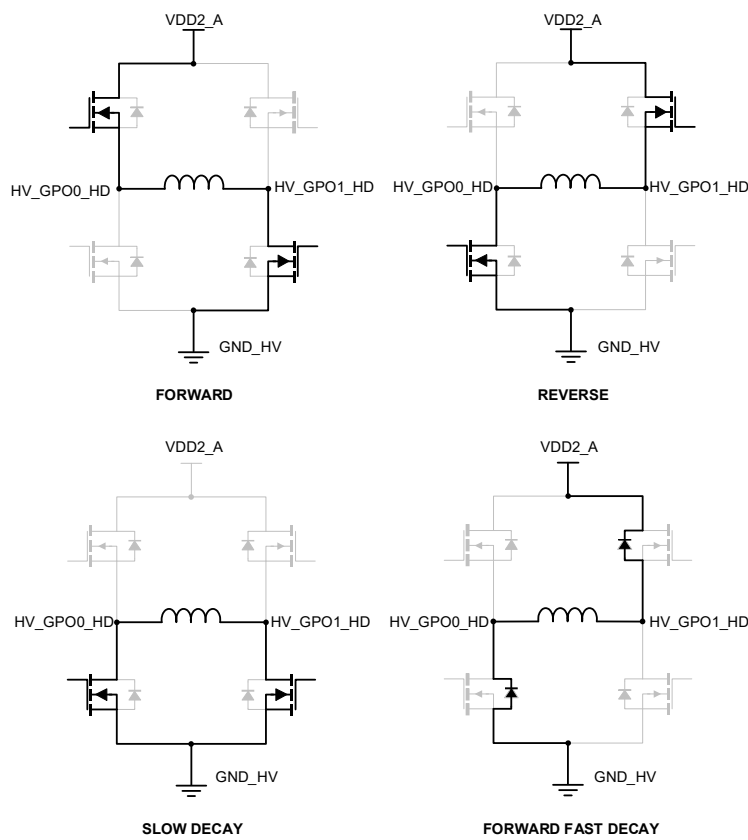 VDD2_A
HV_GPO0_HD
HV_GPO1_HD
GND_HV
FORWARD
VDD2_A
HV_GPO0_HD
HV_GPO1_HD
GND_HV
REVERSE
VDD2_A
HV_GPO0_HD
HV_GPO1_HD
GND_HV
SLOW DECAY
VDD2_A
HV_GPO0_HD
HV_GPO1_HD
GND_HV
FORWARD FAST DECAY